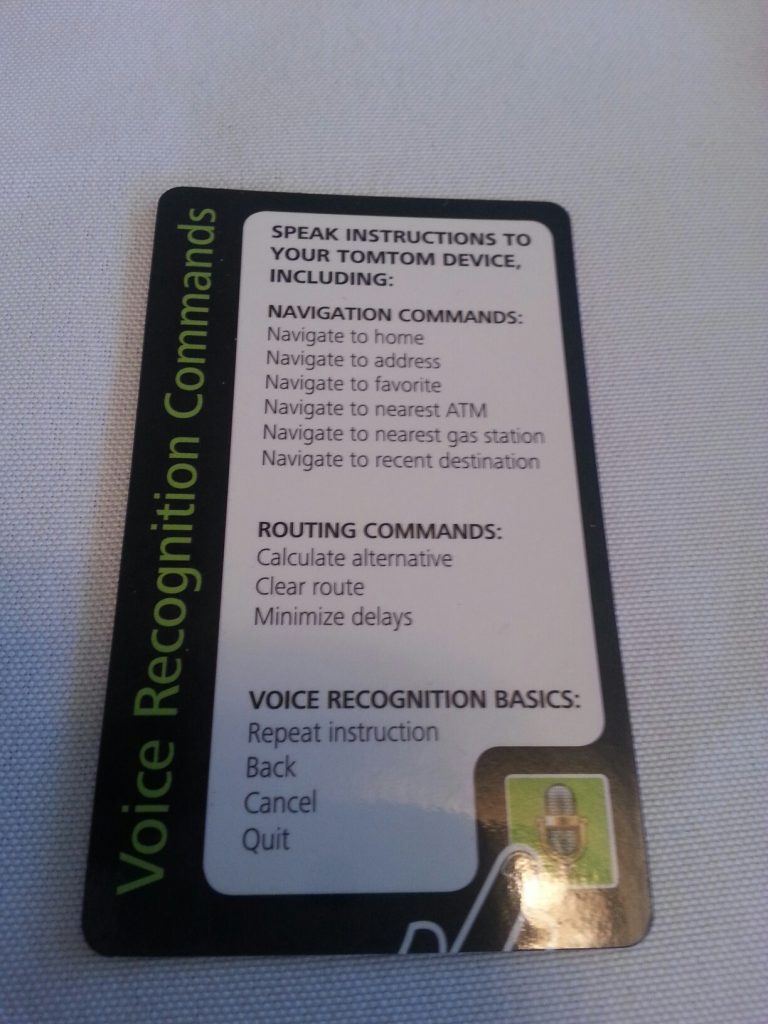 Voice Recognition Commands
SPEAK INSTRUCTIONS TO
YOUR TOMTOM DEVICE,
INCLUDING:
NAVIGATION COMMANDS:
Navigate to home
Navigate to address
Navigate to favorite
Navigate to nearest ATM
Navigate to nearest gas station
Navigate to recent destination
ROUTING COMMANDS:
Calculate alternative
Clear route
Minimize delays
VOICE RECOGNITION BASICS:
Repeat instruction
Back
Cancel
Quit